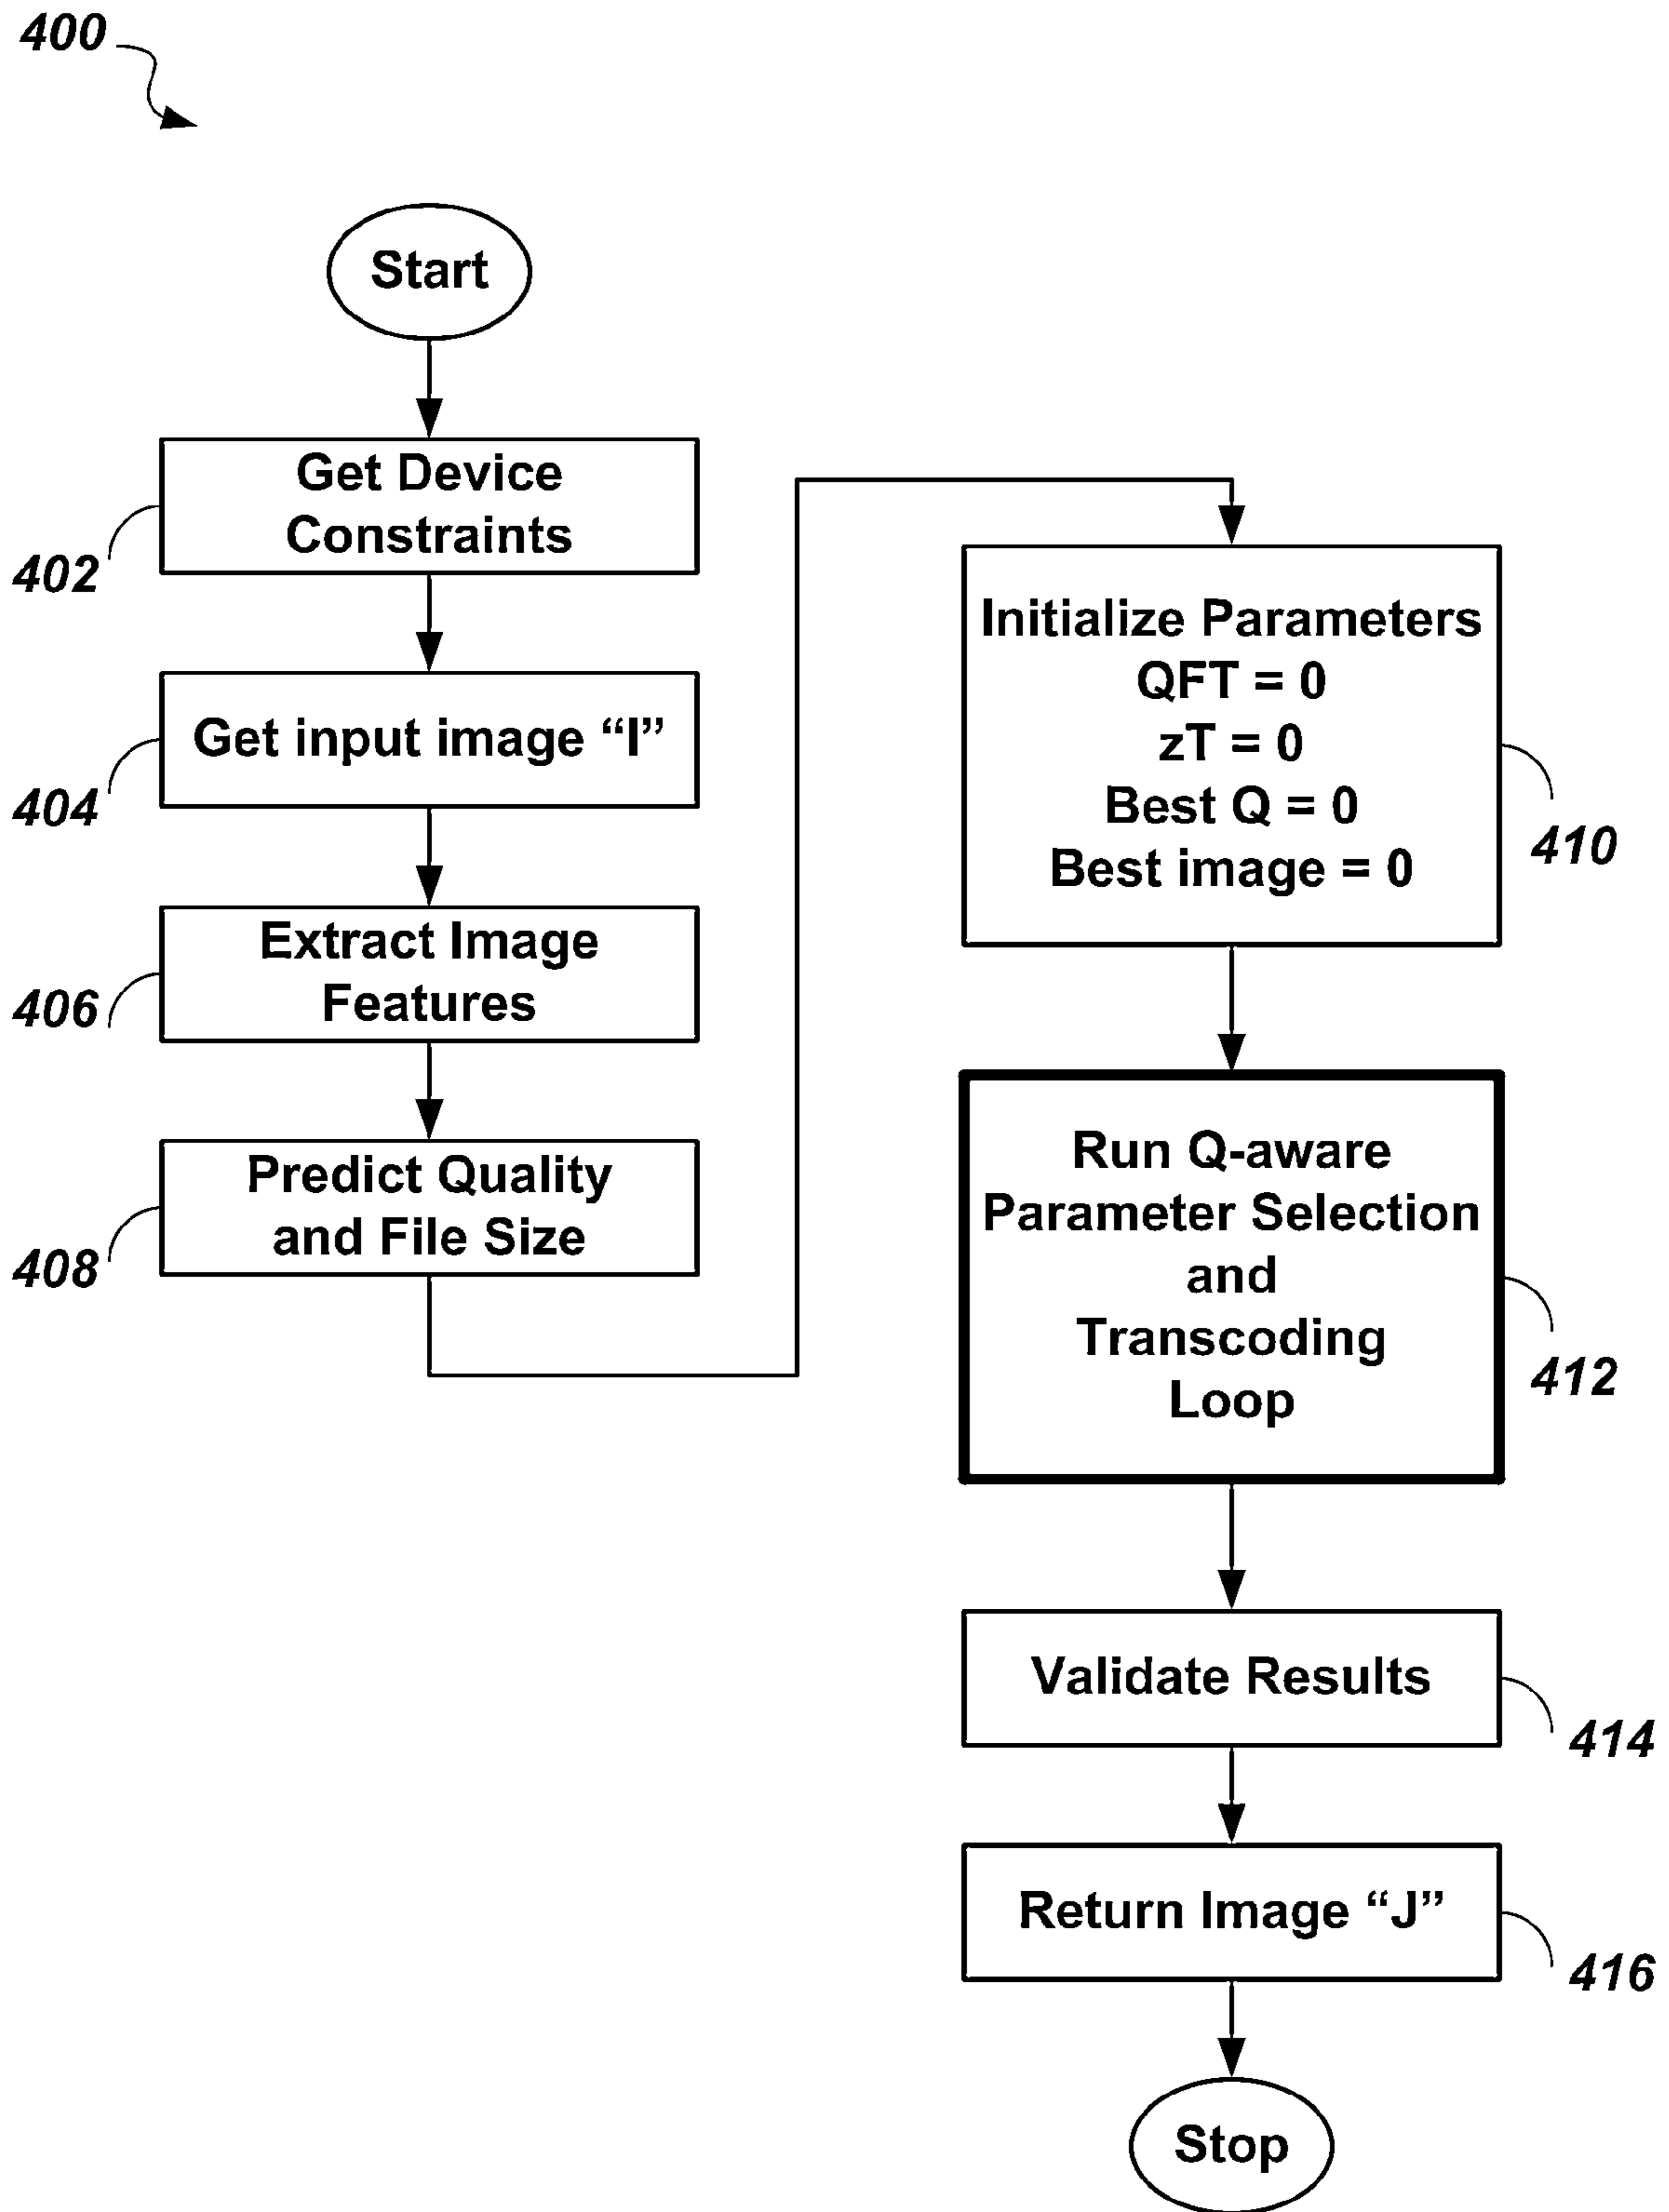 400
Start
Get Device
Constraints
402
Get input image “I”
404
Extract Image
Features
406
Predict Quality
and File Size
408
Initialize Parameters
QFT = 0
zT = 0
Best Q = 0
Best image = 0
410
Run Q-aware
Parameter Selection
and
Transcoding
Loop
412
Validate Results
414
Return Image “J”
416
Stop